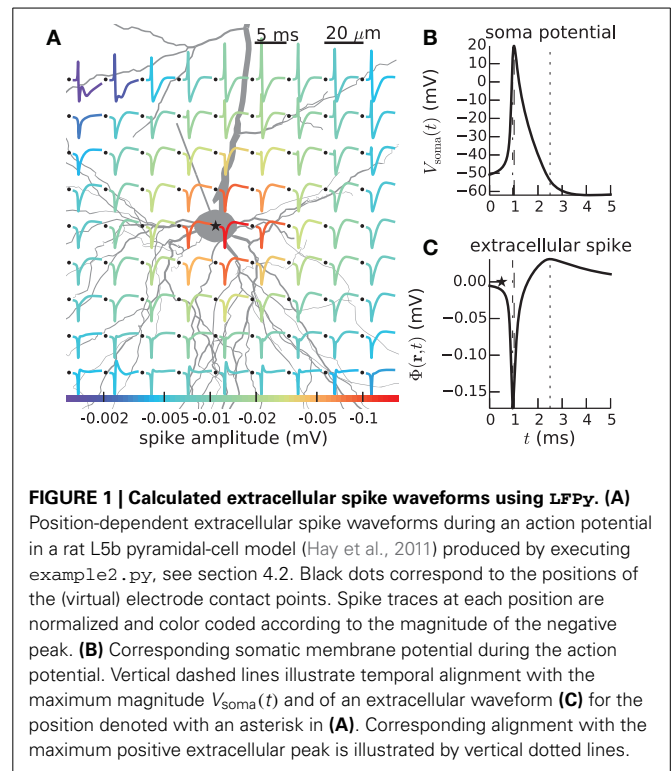 A
5 ms 20 μm
-0.002 -0.005 -0.01 -0.02 -0.05 -0.1
spike amplitude (mV)
B
soma potential
20
10
0
−10
−20
−30
−40
−50
−60
V_soma(t) (mV)
0 1 2 3 4 5
C
extracellular spike
0.00
−0.05
−0.10
−0.15
Φ(r,t) (mV)
0 1 2 3 4 5
t (ms)
FIGURE 1 | Calculated extracellular spike waveforms using LFPy. (A)
Position-dependent extracellular spike waveforms during an action potential
in a rat L5b pyramidal-cell model (Hay et al., 2011) produced by executing
example2.py, see section 4.2. Black dots correspond to the positions of
the (virtual) electrode contact points. Spike traces at each position are
normalized and color coded according to the magnitude of the negative
peak. (B) Corresponding somatic membrane potential during the action
potential. Vertical dashed lines illustrate temporal alignment with the
maximum magnitude V_soma(t) and of an extracellular waveform (C) for the
position denoted with an asterisk in (A). Corresponding alignment with the
maximum positive extracellular peak is illustrated by vertical dotted lines.